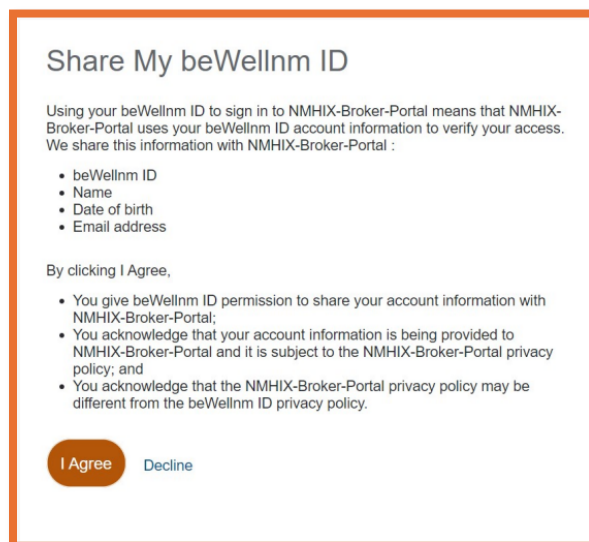 Share My beWellnm ID
Using your beWellnm ID to sign in to NMHIX-Broker-Portal means that NMHIX-
Broker-Portal uses your beWellnm ID account information to verify your access.
We share this information with NMHIX-Broker-Portal :
• beWellnm ID
• Name
• Date of birth
• Email address
By clicking I Agree,
• You give beWellnm ID permission to share your account information with
NMHIX-Broker-Portal;
• You acknowledge that your account information is being provided to
NMHIX-Broker-Portal and it is subject to the NMHIX-Broker-Portal privacy
policy; and
• You acknowledge that the NMHIX-Broker-Portal privacy policy may be
different from the beWellnm ID privacy policy.
I Agree Decline